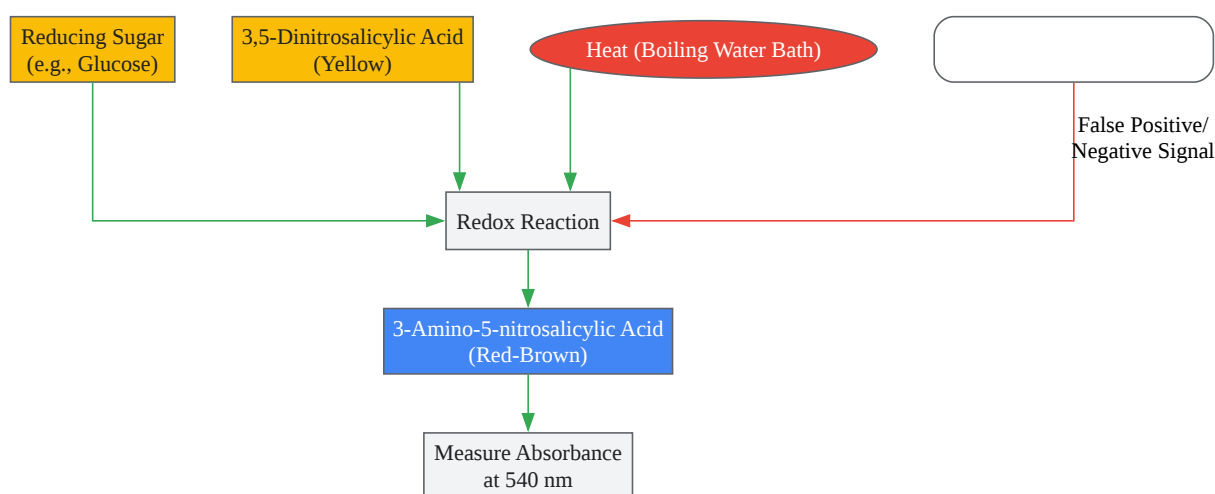 Reducing Sugar
(e.g., Glucose)
3,5-Dinitrosalicylic Acid
(Yellow)
Heat (Boiling Water Bath)
False Positive/
Negative Signal
Redox Reaction
3-Amino-5-nitrosalicylic Acid
(Red-Brown)
Measure Absorbance
at 540 nm